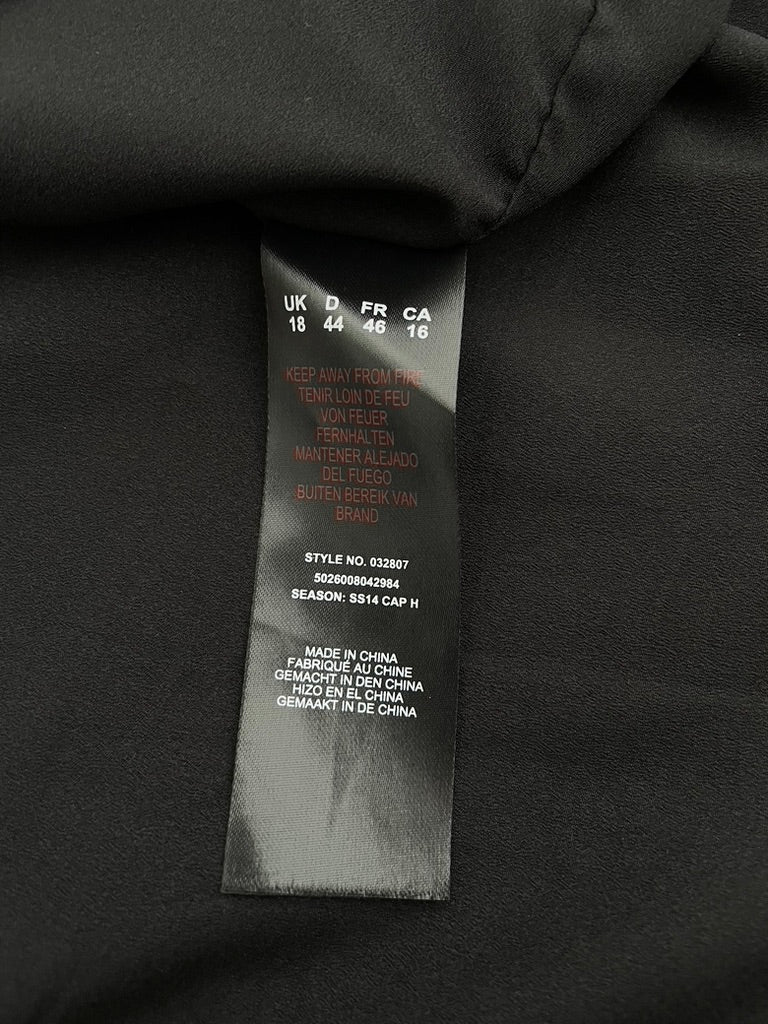 UK D FR CA
18 44 46 16
KEEP AWAY FROM FIRE
TENIR LOIN DE FEU
VON FEUER
FERNHALTEN
MANTENER ALEJADO
DEL FUEGO
BUITEN BEREIK VAN
BRAND
STYLE NO. 032807
5026008042984
SEASON: SS14 CAP H
MADE IN CHINA
FABRIQUÉ AU CHINE
GEMACHT IN DEN CHINA
HIZO EN EL CHINA
GEMAAKT IN DE CHINA